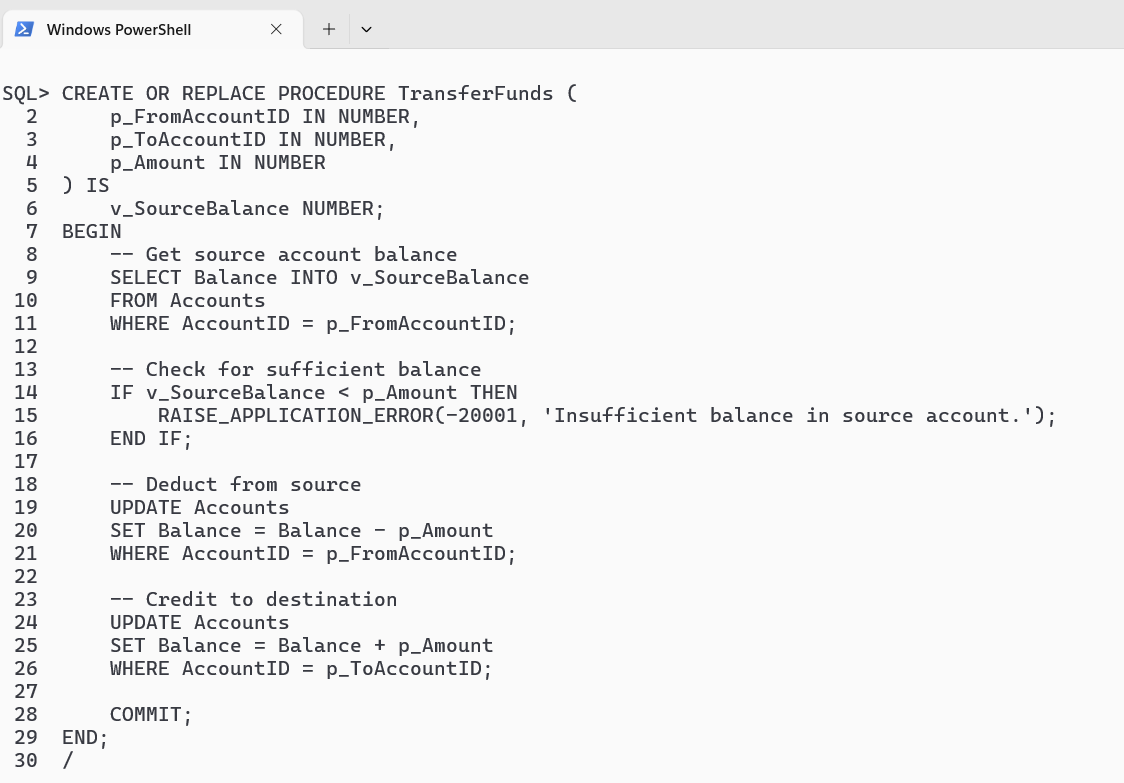 Windows PowerShell
SQL> CREATE OR REPLACE PROCEDURE TransferFunds (
  2      p_FromAccountID IN NUMBER,
  3      p_ToAccountID IN NUMBER,
  4      p_Amount IN NUMBER
  5  ) IS
  6      v_SourceBalance NUMBER;
  7  BEGIN
  8      -- Get source account balance
  9      SELECT Balance INTO v_SourceBalance
 10      FROM Accounts
 11      WHERE AccountID = p_FromAccountID;
 12
 13      -- Check for sufficient balance
 14      IF v_SourceBalance < p_Amount THEN
 15          RAISE_APPLICATION_ERROR(-20001, 'Insufficient balance in source account.');
 16      END IF;
 17
 18      -- Deduct from source
 19      UPDATE Accounts
 20      SET Balance = Balance - p_Amount
 21      WHERE AccountID = p_FromAccountID;
 22
 23      -- Credit to destination
 24      UPDATE Accounts
 25      SET Balance = Balance + p_Amount
 26      WHERE AccountID = p_ToAccountID;
 27
 28      COMMIT;
 29  END;
 30  /